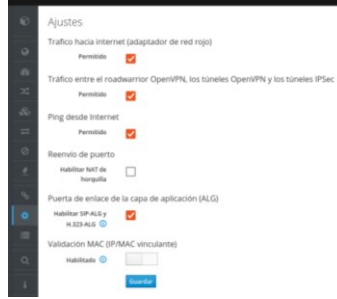 Ajustes
Trafico hacia internet (adaptador de red rojo)
Permitido
Tráfico entre el roadwarrior OpenVPN, los túneles OpenVPN y los túneles IPSec
Permitido
Ping desde Internet
Permitido
Reenvío de puerto
Habilitar NAT de
horquilla
Puerta de enlace de la capa de aplicación (ALG)
Habilitar SIP-ALG y
H.323-ALG
Validación MAC (IP/MAC vinculante)
Habilitado
Guardar